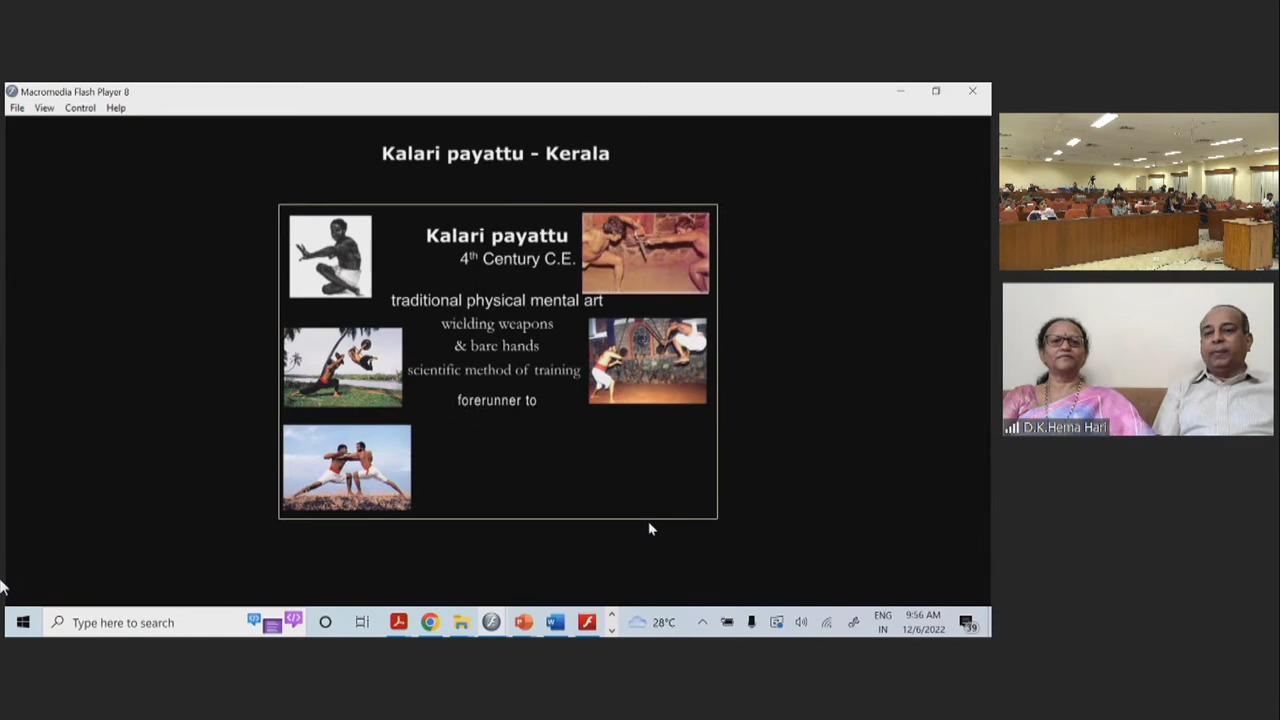 Macromedia Flash Player 8
File View Control Help
Kalari payattu - Kerala
Kalari payattu
4th Century C.E.
traditional physical mental art
wielding weapons
& bare hands
scientific method of training
forerunner to
D.K.Hema Hari
Type here to search
28°C
ENG
IN
9:56 AM
12/6/2022
39